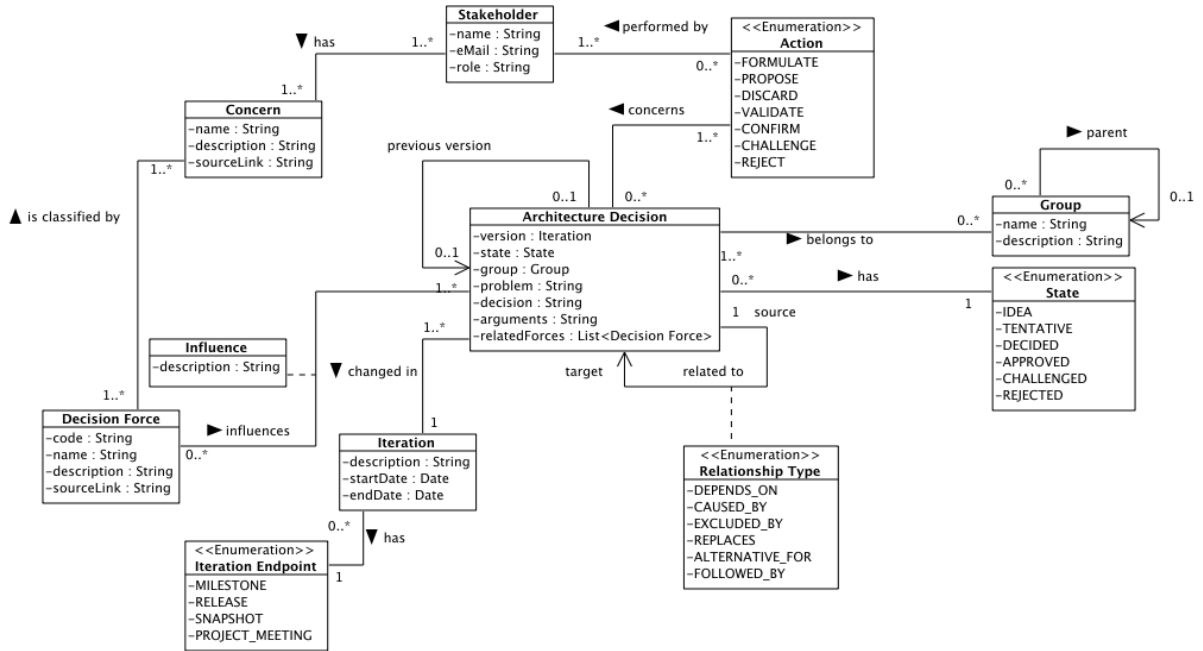 Stakeholder
-name : String
-eMail : String
-role : String
◀ performed by
1..*
0..*
<<Enumeration>>
Action
-FORMULATE
-PROPOSE
-DISCARD
-VALIDATE
-CONFIRM
-CHALLENGE
-REJECT
▼ has
1..*
1..*
Concern
-name : String
-description : String
-sourceLink : String
1..*
◀ concerns
1..*
0..*
previous version
0..1
0..1
▶ parent
0..*
0..1
Group
-name : String
-description : String
▲ is classified by
Architecture Decision
-version : Iteration
-state : State
-group : Group
-problem : String
-decision : String
-arguments : String
-relatedForces : List<Decision Force>
0..*
▶ belongs to
1..*
0..*
▶ has
1
<<Enumeration>>
State
-IDEA
-TENTATIVE
-DECIDED
-APPROVED
-CHALLENGED
-REJECTED
1..*
1 source
target
related to
1..*
Influence
-description : String
▼ changed in
1
1..*
Decision Force
-code : String
-name : String
-description : String
-sourceLink : String
▶ influences
0..*
Iteration
-description : String
-startDate : Date
-endDate : Date
<<Enumeration>>
Relationship Type
-DEPENDS_ON
-CAUSED_BY
-EXCLUDED_BY
-REPLACES
-ALTERNATIVE_FOR
-FOLLOWED_BY
0..*
▼ has
1
<<Enumeration>>
Iteration Endpoint
-MILESTONE
-RELEASE
-SNAPSHOT
-PROJECT_MEETING